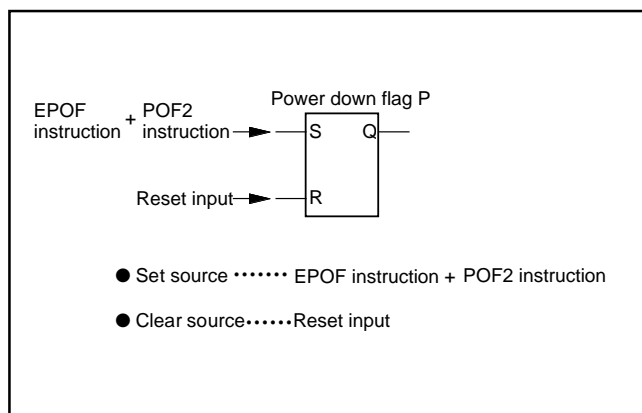 Power down flag P
EPOF instruction + POF2 instruction
S Q
Reset input R
● Set source ······· EPOF instruction + POF2 instruction
● Clear source······Reset input